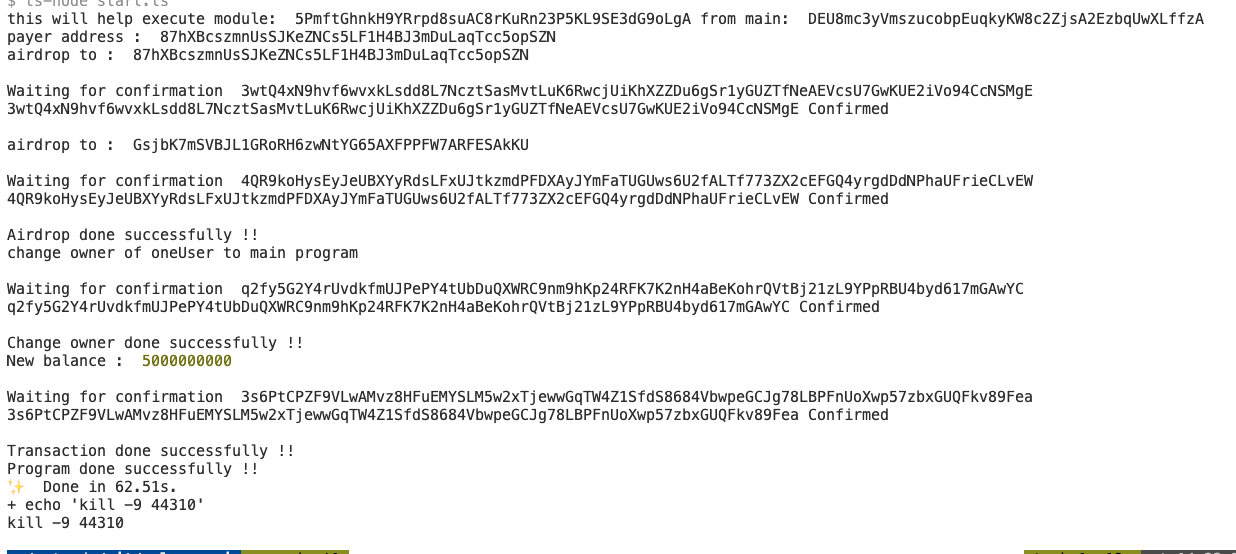 $ ts-node start.ts
this will help execute module:  5PmftGhnkH9YRrpd8suAC8rKuRn23P5KL9SE3dG9oLgA from main:  DEU8mc3yVmszucobpEuqkyKW8c2ZjsA2EzbqUwXLffzA
payer address :  87hXBcszmnUsSJKeZNCs5LF1H4BJ3mDuLaqTcc5opSZN
airdrop to :  87hXBcszmnUsSJKeZNCs5LF1H4BJ3mDuLaqTcc5opSZN
Waiting for confirmation  3wtQ4xN9hvf6wvxkLsdd8L7NcztSasMvtLuK6RwcjUiKhXZZDu6gSr1yGUZTfNeAEVcsU7GwKUE2iVo94CcNSMgE
3wtQ4xN9hvf6wvxkLsdd8L7NcztSasMvtLuK6RwcjUiKhXZZDu6gSr1yGUZTfNeAEVcsU7GwKUE2iVo94CcNSMgE Confirmed
airdrop to :  GsjbK7mSVBJL1GRoRH6zwNtYG65AXFPPFW7ARFESAkKU
Waiting for confirmation  4QR9koHysEyJeUBXYyRdsLFxUJtkzmdPFDXAyJYmFaTUGUws6U2fALTf773ZX2cEFGQ4yrgdDdNPhaUFrieCLvEW
4QR9koHysEyJeUBXYyRdsLFxUJtkzmdPFDXAyJYmFaTUGUws6U2fALTf773ZX2cEFGQ4yrgdDdNPhaUFrieCLvEW Confirmed
Airdrop done successfully !!
change owner of oneUser to main program
Waiting for confirmation  q2fy5G2Y4rUvdkfmUJPePY4tUbDuQXWRC9nm9hKp24RFK7K2nH4aBeKohrQVtBj21zL9YPpRBU4byd617mGAwYC
q2fy5G2Y4rUvdkfmUJPePY4tUbDuQXWRC9nm9hKp24RFK7K2nH4aBeKohrQVtBj21zL9YPpRBU4byd617mGAwYC Confirmed
Change owner done successfully !!
New balance :  5000000000
Waiting for confirmation  3s6PtCPZF9VLwAMvz8HFuEMYSLM5w2xTjewwGqTW4Z1SfdS8684VbwpeGCJg78LBPFnUoXwp57zbxGUQFkv89Fea
3s6PtCPZF9VLwAMvz8HFuEMYSLM5w2xTjewwGqTW4Z1SfdS8684VbwpeGCJg78LBPFnUoXwp57zbxGUQFkv89Fea Confirmed
Transaction done successfully !!
Program done successfully !!
✨  Done in 62.51s.
+ echo 'kill -9 44310'
kill -9 44310